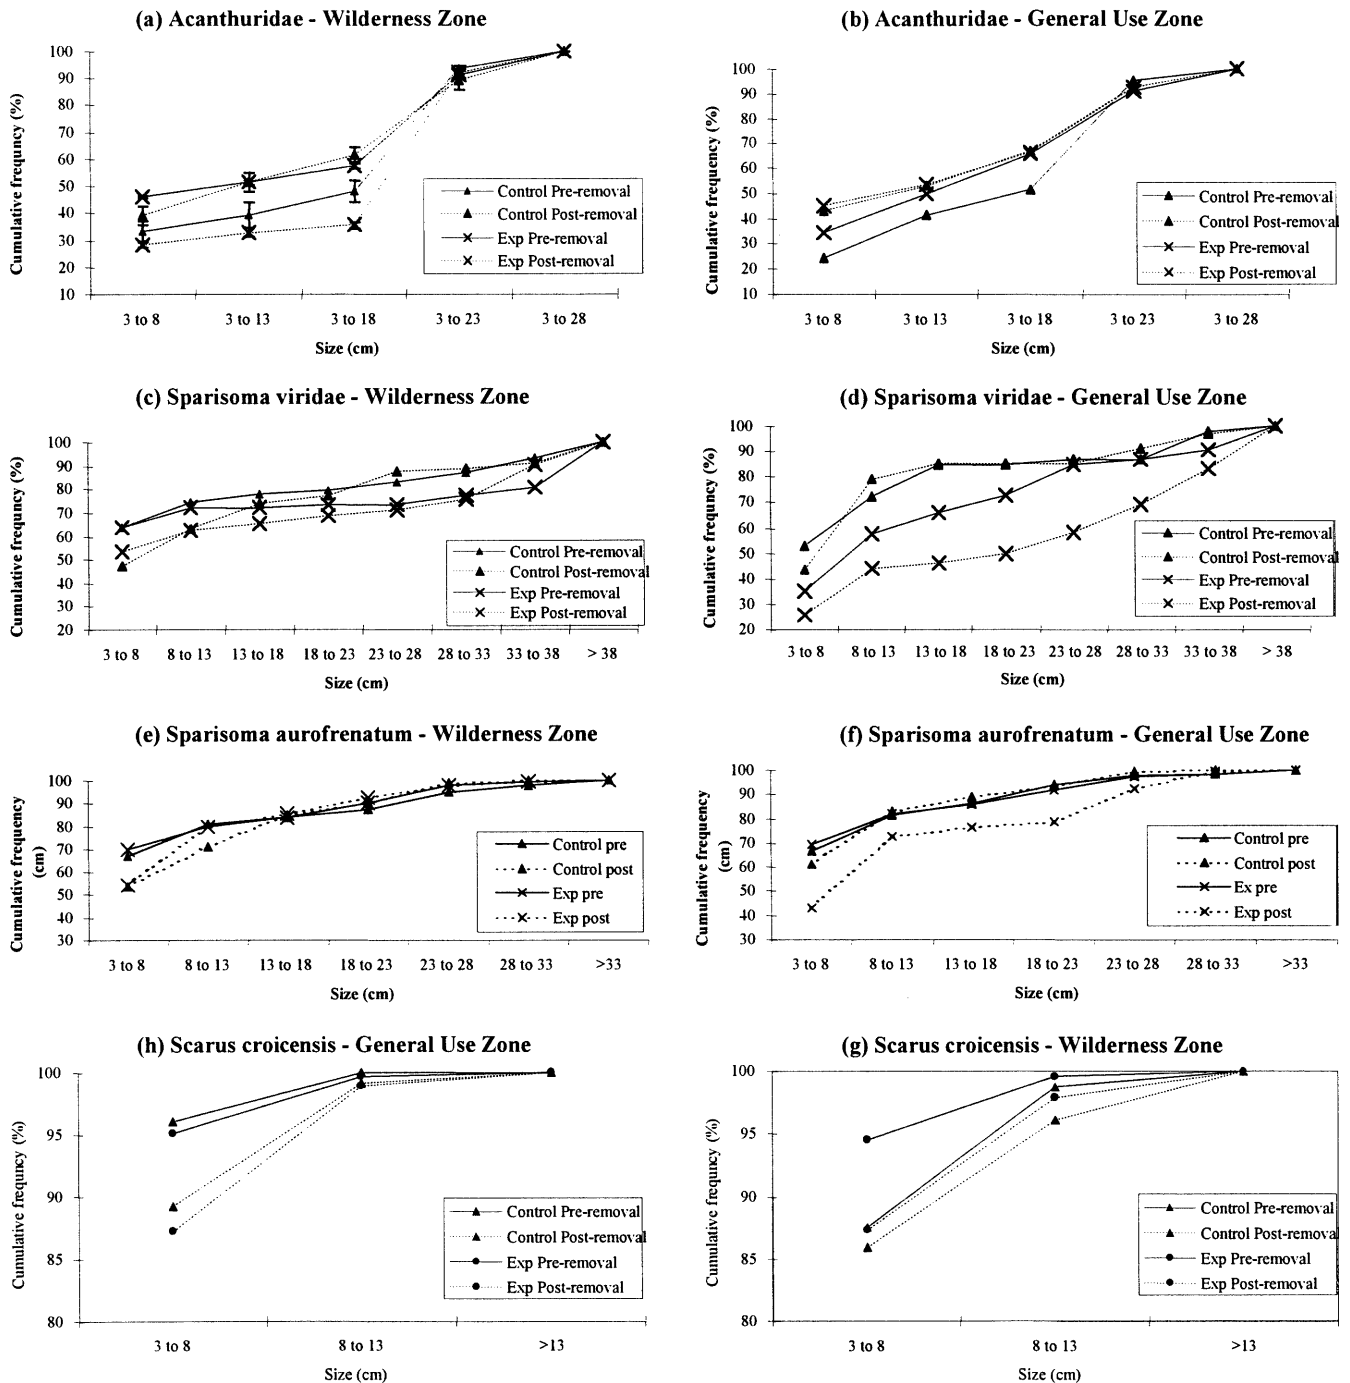 (a) Acanthuridae - Wilderness Zone
Cumulative frequncy (%)
100
90
80
70
60
50
40
30
20
10
Control Pre-removal
Control Post-removal
Exp Pre-removal
Exp Post-removal
3 to 8 3 to 13 3 to 18 3 to 23 3 to 28
Size (cm)
(b) Acanthuridae - General Use Zone
Cumulative frequency (%)
100
90
80
70
60
50
40
30
20
10
Control Pre-removal
Control Post-removal
Exp Pre-removal
Exp Post-removal
3 to 8 3 to 13 3 to 18 3 to 23 3 to 28
Size (cm)
(c) Sparisoma viridae - Wilderness Zone
Cumulative frequncy (%)
100
90
80
70
60
50
40
30
20
Control Pre-removal
Control Post-removal
Exp Pre-removal
Exp Post-removal
3 to 8 8 to 13 13 to 18 18 to 23 23 to 28 28 to 33 33 to 38 > 38
Size (cm)
(d) Sparisoma viridae - General Use Zone
Cumulative frequncy (%)
100
90
80
70
60
50
40
30
20
Control Pre-removal
Control Post-removal
Exp Pre-removal
Exp Post-removal
3 to 8 8 to 13 13 to 18 18 to 23 23 to 28 28 to 33 33 to 38 > 38
Size (cm)
(e) Sparisoma aurofrenatum - Wilderness Zone
Cumulative frequency
(cm)
100
90
80
70
60
50
40
30
Control pre
Control post
Exp pre
Exp post
3 to 8 8 to 13 13 to 18 18 to 23 23 to 28 28 to 33 >33
Size (cm)
(f) Sparisoma aurofrenatum - General Use Zone
Cumulative frequency
(cm)
100
90
80
70
60
50
40
30
Control pre
Control post
Ex pre
Exp post
3 to 8 8 to 13 13 to 18 18 to 23 23 to 28 28 to 33 >33
Size (cm)
(h) Scarus croicensis - General Use Zone
Cumulative frequncy (%)
100
95
90
85
80
Control Pre-removal
Control Post-removal
Exp Pre-removal
Exp Post-removal
3 to 8 8 to 13 >13
Size (cm)
(g) Scarus croicensis - Wilderness Zone
Cumulative frequncy (%)
100
95
90
85
80
Control Pre-removal
Control Post-removal
Exp Pre-removal
Exp Post-removal
3 to 8 8 to 13 >13
Size (cm)